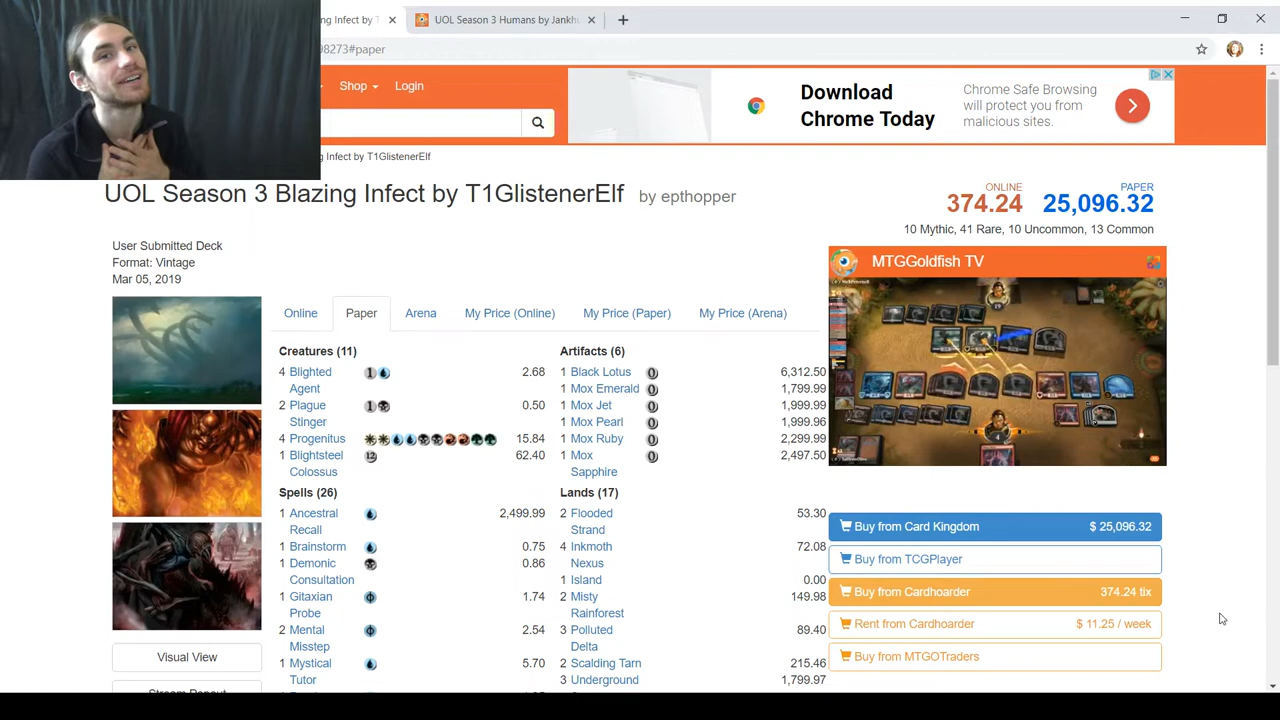 zing Infect by T
UOL Season 3 Humans by Jankh
98273#paper
Shop
Login
Download
Chrome Today
Chrome Safe Browsing
will protect you from
malicious sites.
g Infect by T1GlistenerElf
UOL Season 3 Blazing Infect by T1GlistenerElf by epthopper
ONLINE
374.24
PAPER
25,096.32
10 Mythic, 41 Rare, 10 Uncommon, 13 Common
User Submitted Deck
Format: Vintage
Mar 05, 2019
MTGGoldfish TV
Online
Paper
Arena
My Price (Online)
My Price (Paper)
My Price (Arena)
Creatures (11)
4 Blighted 1 2.68
Agent
2 Plague 1 0.50
Stinger
4 Progenitus 15.84
1 Blightsteel 12 62.40
Colossus
Spells (26)
1 Ancestral 2,499.99
Recall
1 Brainstorm 0.75
1 Demonic 0.86
Consultation
1 Gitaxian 1.74
Probe
2 Mental 2.54
Misstep
1 Mystical 5.70
Tutor
Artifacts (6)
1 Black Lotus 0 6,312.50
1 Mox Emerald 0 1,799.99
1 Mox Jet 0 1,999.99
1 Mox Pearl 0 1,999.96
1 Mox Ruby 0 2,299.99
1 Mox 0 2,497.50
Sapphire
Lands (17)
2 Flooded 53.30
Strand
4 Inkmoth 72.08
Nexus
1 Island 0.00
2 Misty 149.98
Rainforest
3 Polluted 89.40
Delta
2 Scalding Tarn 215.46
3 Underground 1,799.97
Buy from Card Kingdom $ 25,096.32
Buy from TCGPlayer
Buy from Cardhoarder 374.24 tix
Rent from Cardhoarder $ 11.25 / week
Buy from MTGOTraders
Visual View